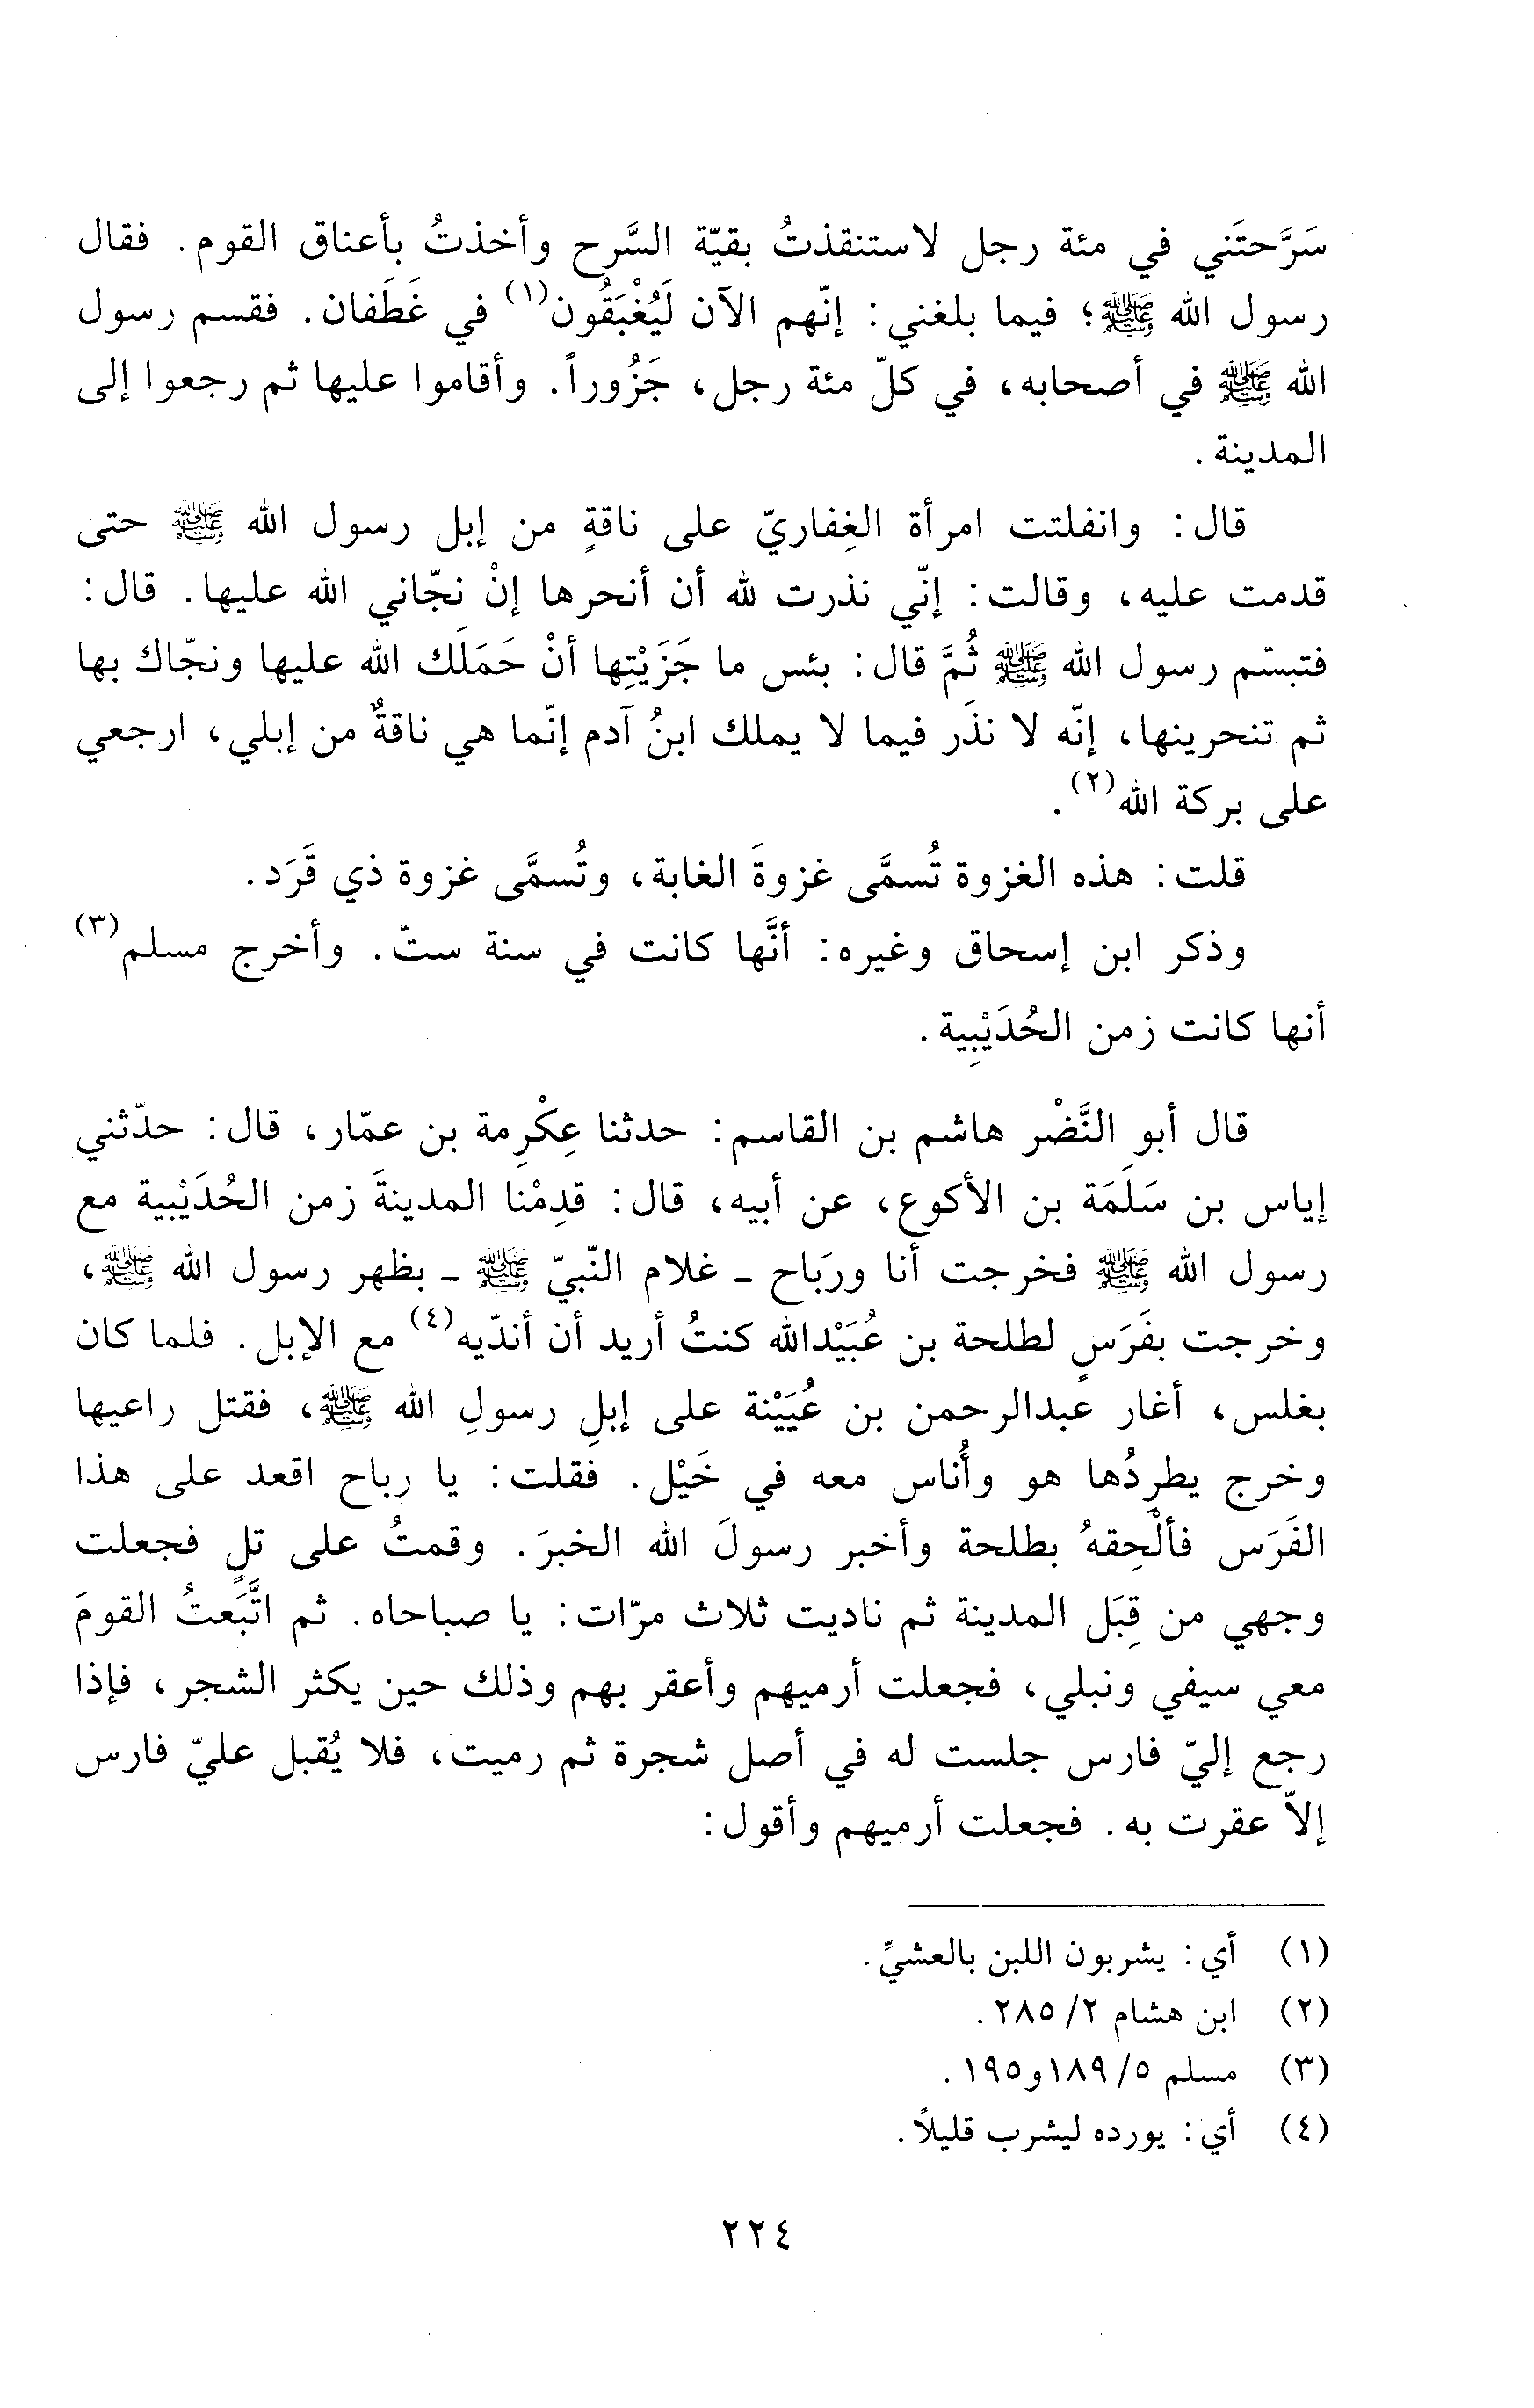 سَرَّحتَني في مئة رجل لاستنقذتُ بقيّة السَّرح وأخذتُ بأعناق القوم. فقال
رسول الله ﷺ؛ فيما بلغني: إنّهم الآن لَيُغْبَقُون(١) في غَطَفان. فقسم رسول
الله ﷺ في أصحابه، في كلّ مئة رجل، جَزُوراً. وأقاموا عليها ثم رجعوا إلى
المدينة.
قال: وانفلتت امرأة الغِفاريّ على ناقةٍ من إبل رسول الله ﷺ حتى
قدمت عليه، وقالت: إنّي نذرت لله أن أنحرها إنْ نجّاني الله عليها. قال:
فتبسّم رسول الله ﷺ ثُمَّ قال: بئس ما جَزَيْتِها أنْ حَمَلَك الله عليها ونجّاك بها
ثم تنحرينها، إنّه لا نذَر فيما لا يملك ابنُ آدم إنّما هي ناقةٌ من إبلي، ارجعي
على بركة الله(٢).
قلت: هذه الغزوة تُسمَّى غزوةَ الغابة، وتُسمَّى غزوة ذي قَرَد.
وذكر ابن إسحاق وغيره: أنَّها كانت في سنة ستّ. وأخرج مسلم(٣)
أنها كانت زمن الحُدَيْبِية.
قال أبو النَّضْر هاشم بن القاسم: حدثنا عِكْرِمة بن عمّار، قال: حدّثني
إياس بن سَلَمَة بن الأكوع، عن أبيه، قال: قدِمْنا المدينةَ زمن الحُدَيْبية مع
رسول الله ﷺ فخرجت أنا ورَباح ـ غلام النّبيّ ﷺ ـ بظهر رسول الله ﷺ،
وخرجت بفَرَسٍ لطلحة بن عُبَيْدالله كنتُ أريد أن أندّيه(٤) مع الإبل. فلما كان
بغلس، أغار عبدالرحمن بن عُيَيْنة على إبلِ رسولِ الله ﷺ، فقتل راعيها
وخرج يطرِدُها هو وأُناس معه في خَيْل. فقلت: يا رباح اقعد على هذا
الفَرَس فألْحِقهُ بطلحة وأخبر رسولَ الله الخبرَ. وقمتُ على تلٍ فجعلت
وجهي من قِبَل المدينة ثم ناديت ثلاث مرّات: يا صباحاه. ثم اتَّبَعتُ القومَ
معي سيفي ونبلي، فجعلت أرميهم وأعقر بهم وذلك حين يكثر الشجر، فإذا
رجع إليّ فارس جلست له في أصل شجرة ثم رميت، فلا يُقبل عليّ فارس
إلاّ عقرت به. فجعلت أرميهم وأقول:
(١) أي: يشربون اللبن بالعشيِّ.
(٢) ابن هشام ٢/ ٢٨٥.
(٣) مسلم ٥/ ١٨٩و١٩٥.
(٤) أي: يورده ليشرب قليلاً.
٢٢٤